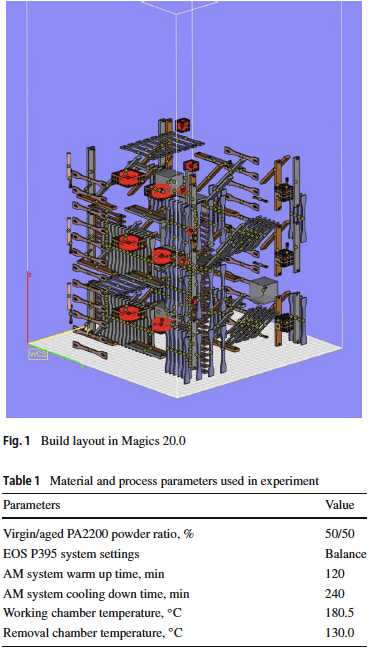 WCS
Fig. 1 Build layout in Magics 20.0
Table 1 Material and process parameters used in experiment
Parameters Value
Virgin/aged PA2200 powder ratio, % 50/50
EOS P395 system settings Balance
AM system warm up time, min 120
AM system cooling down time, min 240
Working chamber temperature, °C 180.5
Removal chamber temperature, °C 130.0